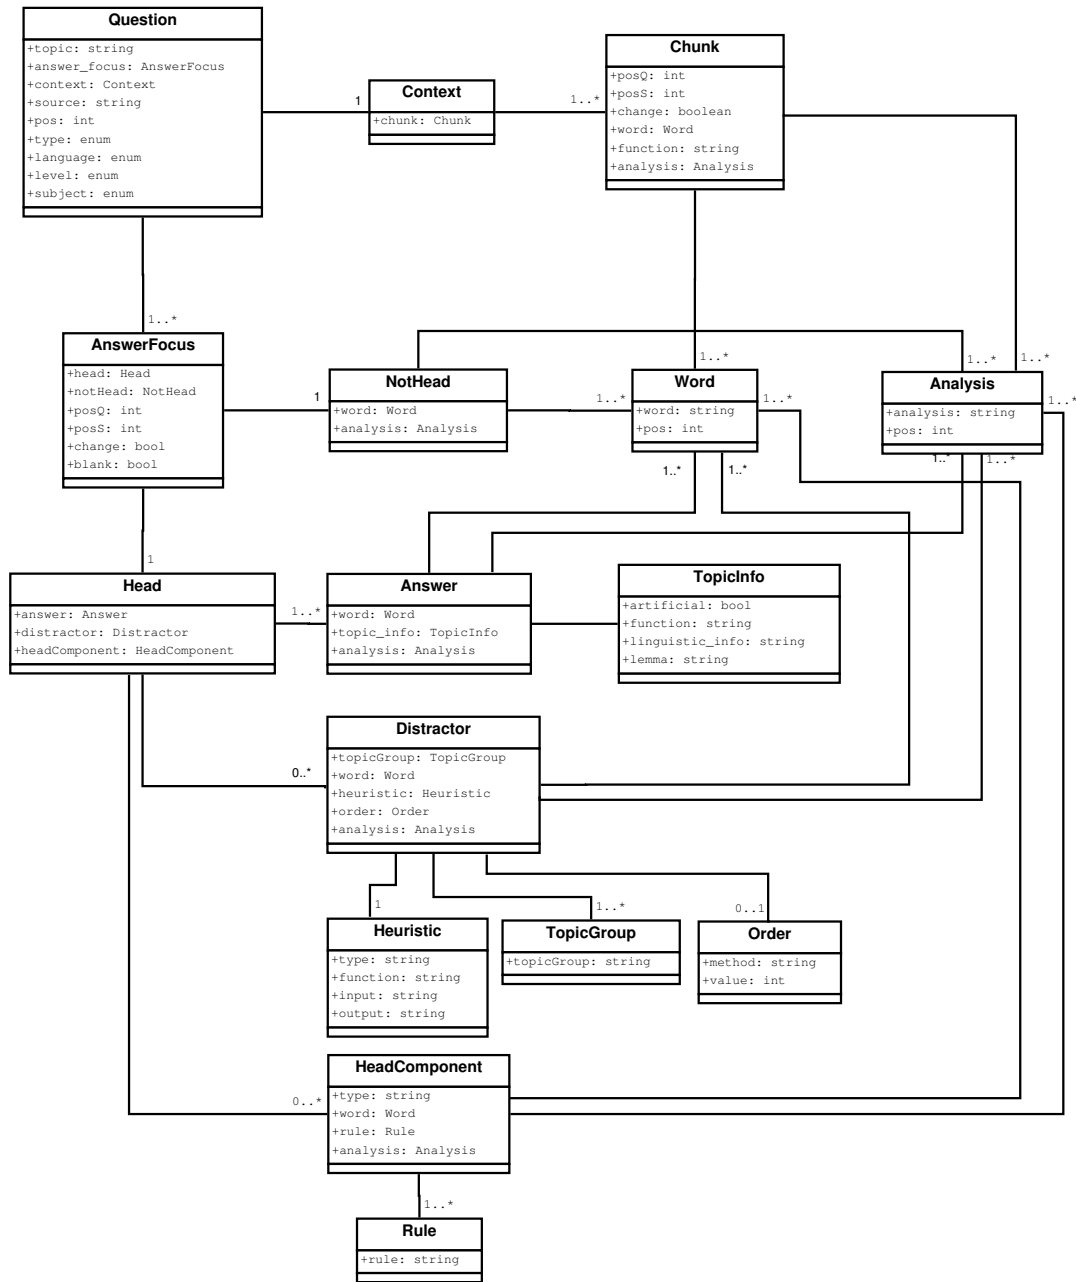 Question
+topic: string
+answer_focus: AnswerFocus
+context: Context
+source: string
+pos: int
+type: enum
+language: enum
+level: enum
+subject: enum
1
Context
+chunk: Chunk
1..*
Chunk
+posQ: int
+posS: int
+change: boolean
+word: Word
+function: string
+analysis: Analysis
1..*
AnswerFocus
+head: Head
+notHead: NotHead
+posQ: int
+posS: int
+change: bool
+blank: bool
1
NotHead
+word: Word
+analysis: Analysis
1..*
1..*
Word
+word: string
+pos: int
1..*
1..*
1..*
1..*
1..*
Analysis
+analysis: string
+pos: int
1..*
1..*
1..*
1
Head
+answer: Answer
+distractor: Distractor
+headComponent: HeadComponent
1..*
Answer
+word: Word
+topic_info: TopicInfo
+analysis: Analysis
TopicInfo
+artificial: bool
+function: string
+linguistic_info: string
+lemma: string
0..*
Distractor
+topicGroup: TopicGroup
+word: Word
+heuristic: Heuristic
+order: Order
+analysis: Analysis
1
Heuristic
+type: string
+function: string
+input: string
+output: string
1..*
TopicGroup
+topicGroup: string
0..1
Order
+method: string
+value: int
0..*
HeadComponent
+type: string
+word: Word
+rule: Rule
+analysis: Analysis
1..*
Rule
+rule: string